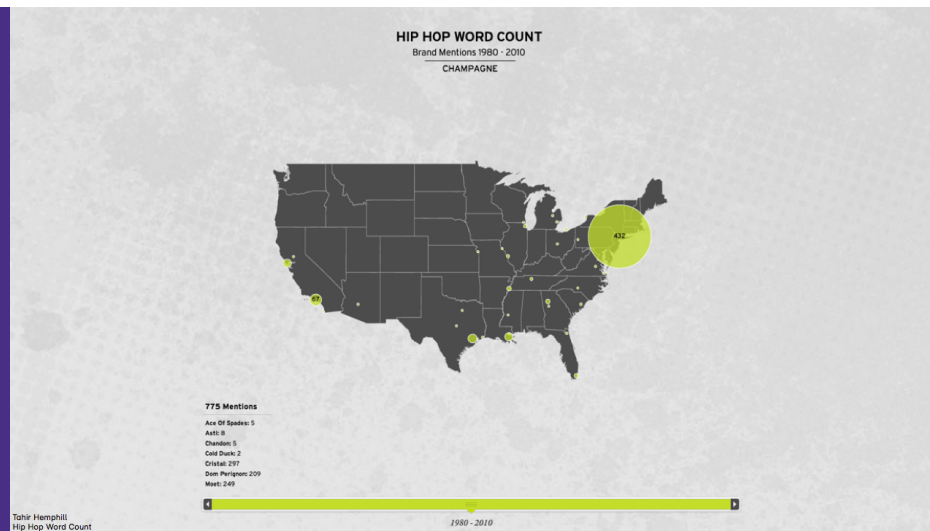 HIP HOP WORD COUNT
Brand Mentions 1980 - 2010
CHAMPAGNE
432
67
775 Mentions
Ace Of Spades: 5
Asti: 8
Chandon: 5
Cold Duck: 2
Cristal: 297
Dom Perignon: 209
Moet: 249
1980 - 2010
Tahir Hemphill
Hip Hop Word Count